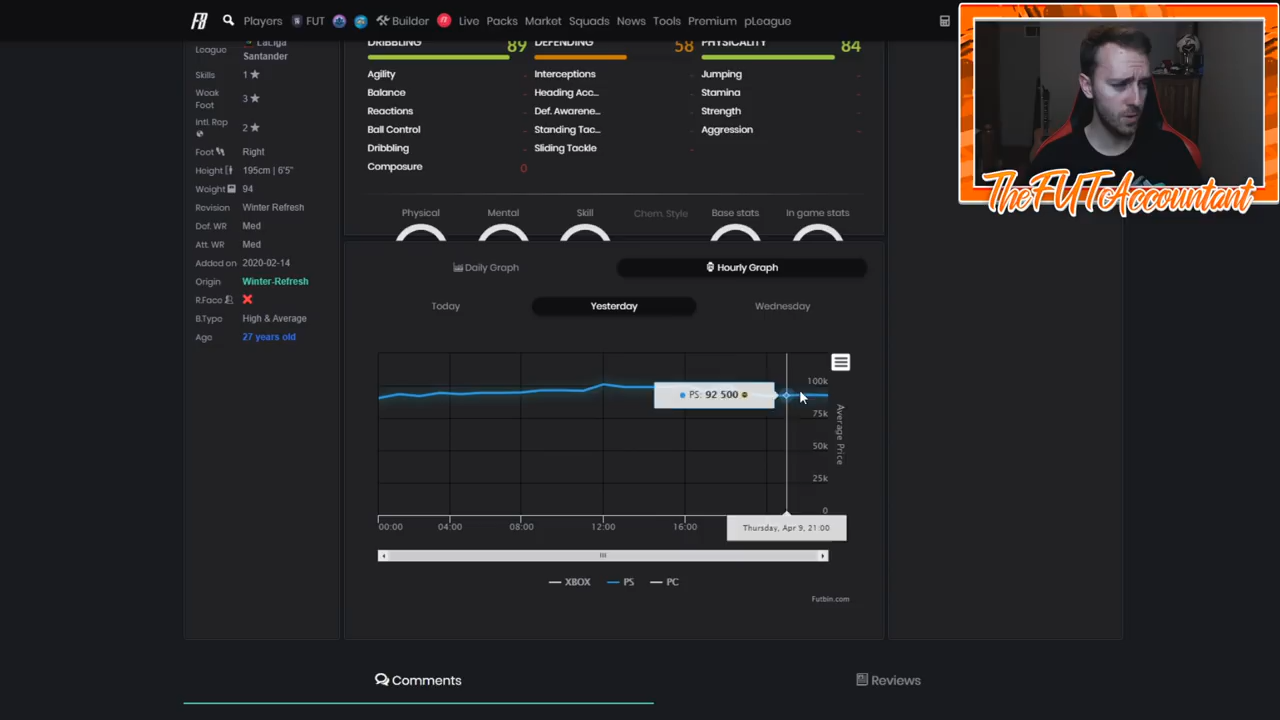 FB Players FUT Builder Live Packs Market Squads News Tools Premium pLeague
League LaLiga Santander
Skills 1★
Weak Foot 3★
Intl. Rep 2★
Foot Right
Height 195cm | 6'5"
Weight 94
Revision Winter Refresh
Def. WR Med
Att. WR Med
Added on 2020-02-14
Origin Winter-Refresh
R.Face
B.Type High & Average
Age 27 years old
DRIBBLING 89
Agility -
Balance -
Reactions -
Ball Control -
Dribbling -
Composure 0
DEFENDING 58
Interceptions -
Heading Acc... -
Def. Awarene... -
Standing Tac... -
Sliding Tackle -
PHYSICALITY 84
Jumping -
Stamina -
Strength -
Aggression -
Physical Mental Skill Chem. Style Base stats In game stats
Daily Graph Hourly Graph
Today Yesterday Wednesday
PS: 92 500
100k
75k
50k
25k
0
Average Price
00:00 04:00 08:00 12:00 16:00
Thursday, Apr 9, 21:00
XBOX PS PC
Futbin.com
Comments Reviews
TheFUTAccountant